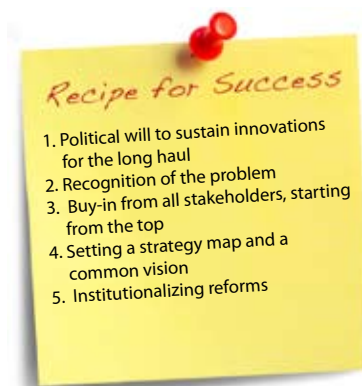 Recipe for Success
1. Political will to sustain innovations
for the long haul
2. Recognition of the problem
3. Buy-in from all stakeholders, starting
from the top
4. Setting a strategy map and a
common vision
5. Institutionalizing reforms